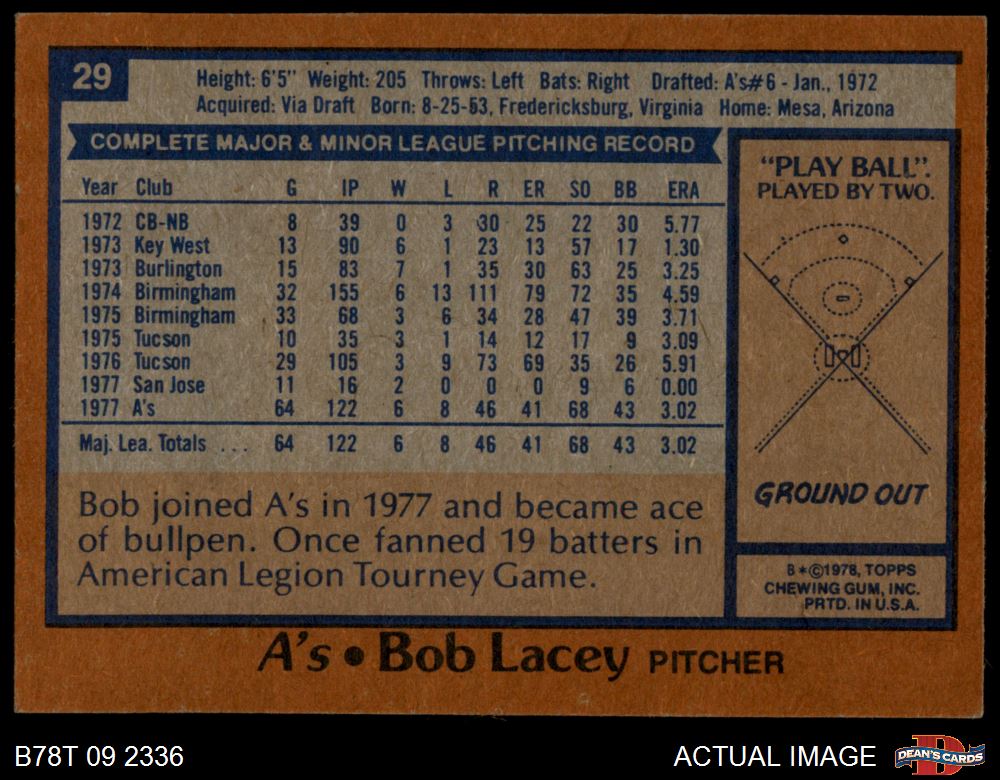 29
Height: 6'5" Weight: 205 Throws: Left Bats: Right Drafted: A's#6 - Jan., 1972
Acquired: Via Draft Born: 8-25-53, Fredericksburg, Virginia Home: Mesa, Arizona
COMPLETE MAJOR & MINOR LEAGUE PITCHING RECORD
Year Club G IP W L R ER SO BB ERA
1972 CB-NB 8 39 0 3 30 25 22 30 5.77
1973 Key West 13 90 6 1 23 13 57 17 1.30
1973 Burlington 15 83 7 1 35 30 63 25 3.25
1974 Birmingham 32 155 6 13 111 79 72 35 4.59
1975 Birmingham 33 68 3 6 34 28 47 39 3.71
1975 Tucson 10 35 3 1 14 12 17 9 3.09
1976 Tucson 29 105 3 9 73 69 35 26 5.91
1977 San Jose 11 16 2 0 0 0 9 6 0.00
1977 A's 64 122 6 8 46 41 68 43 3.02
Maj. Lea. Totals ... 64 122 6 8 46 41 68 43 3.02
Bob joined A's in 1977 and became ace
of bullpen. Once fanned 19 batters in
American Legion Tourney Game.
"PLAY BALL".
PLAYED BY TWO.
GROUND OUT
B*©1978, TOPPS
CHEWING GUM, INC.
PRTD. IN U.S.A.
A's • Bob Lacey PITCHER
B78T 09 2336
ACTUAL IMAGE
D
DEAN'S CARDS